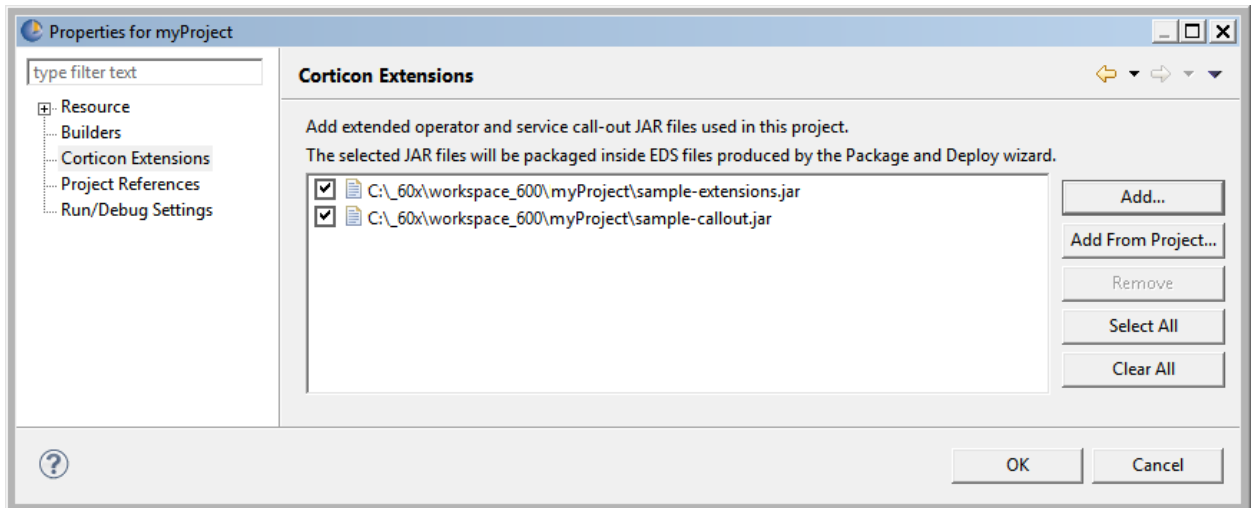 Properties for myProject
type filter text
Resource
Builders
Corticon Extensions
Project References
Run/Debug Settings
Corticon Extensions
Add extended operator and service call-out JAR files used in this project.
The selected JAR files will be packaged inside EDS files produced by the Package and Deploy wizard.
C:\_60x\workspace_600\myProject\sample-extensions.jar
C:\_60x\workspace_600\myProject\sample-callout.jar
Add...
Add From Project...
Remove
Select All
Clear All
?
OK
Cancel